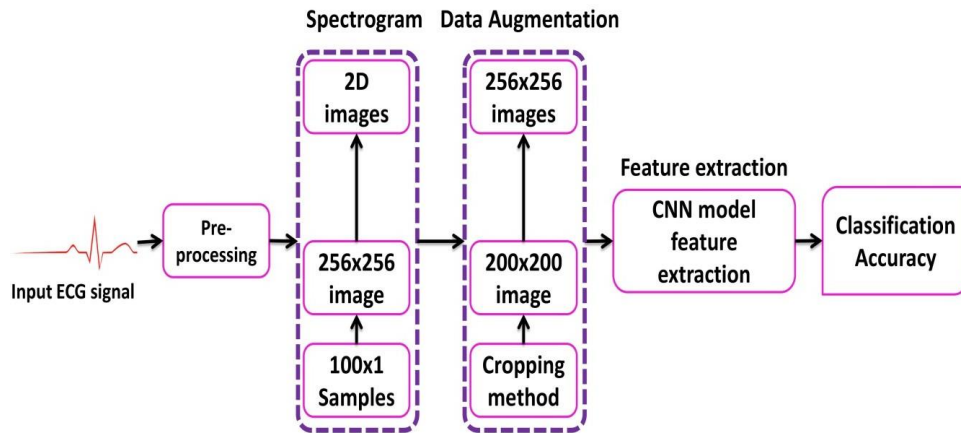 Spectrogram
Data Augmentation
2D
images
256x256
images
Feature extraction
CNN model
feature
extraction
Classification
Accuracy
Pre-
processing
256x256
image
200x200
image
Input ECG signal
100x1
Samples
Cropping
method